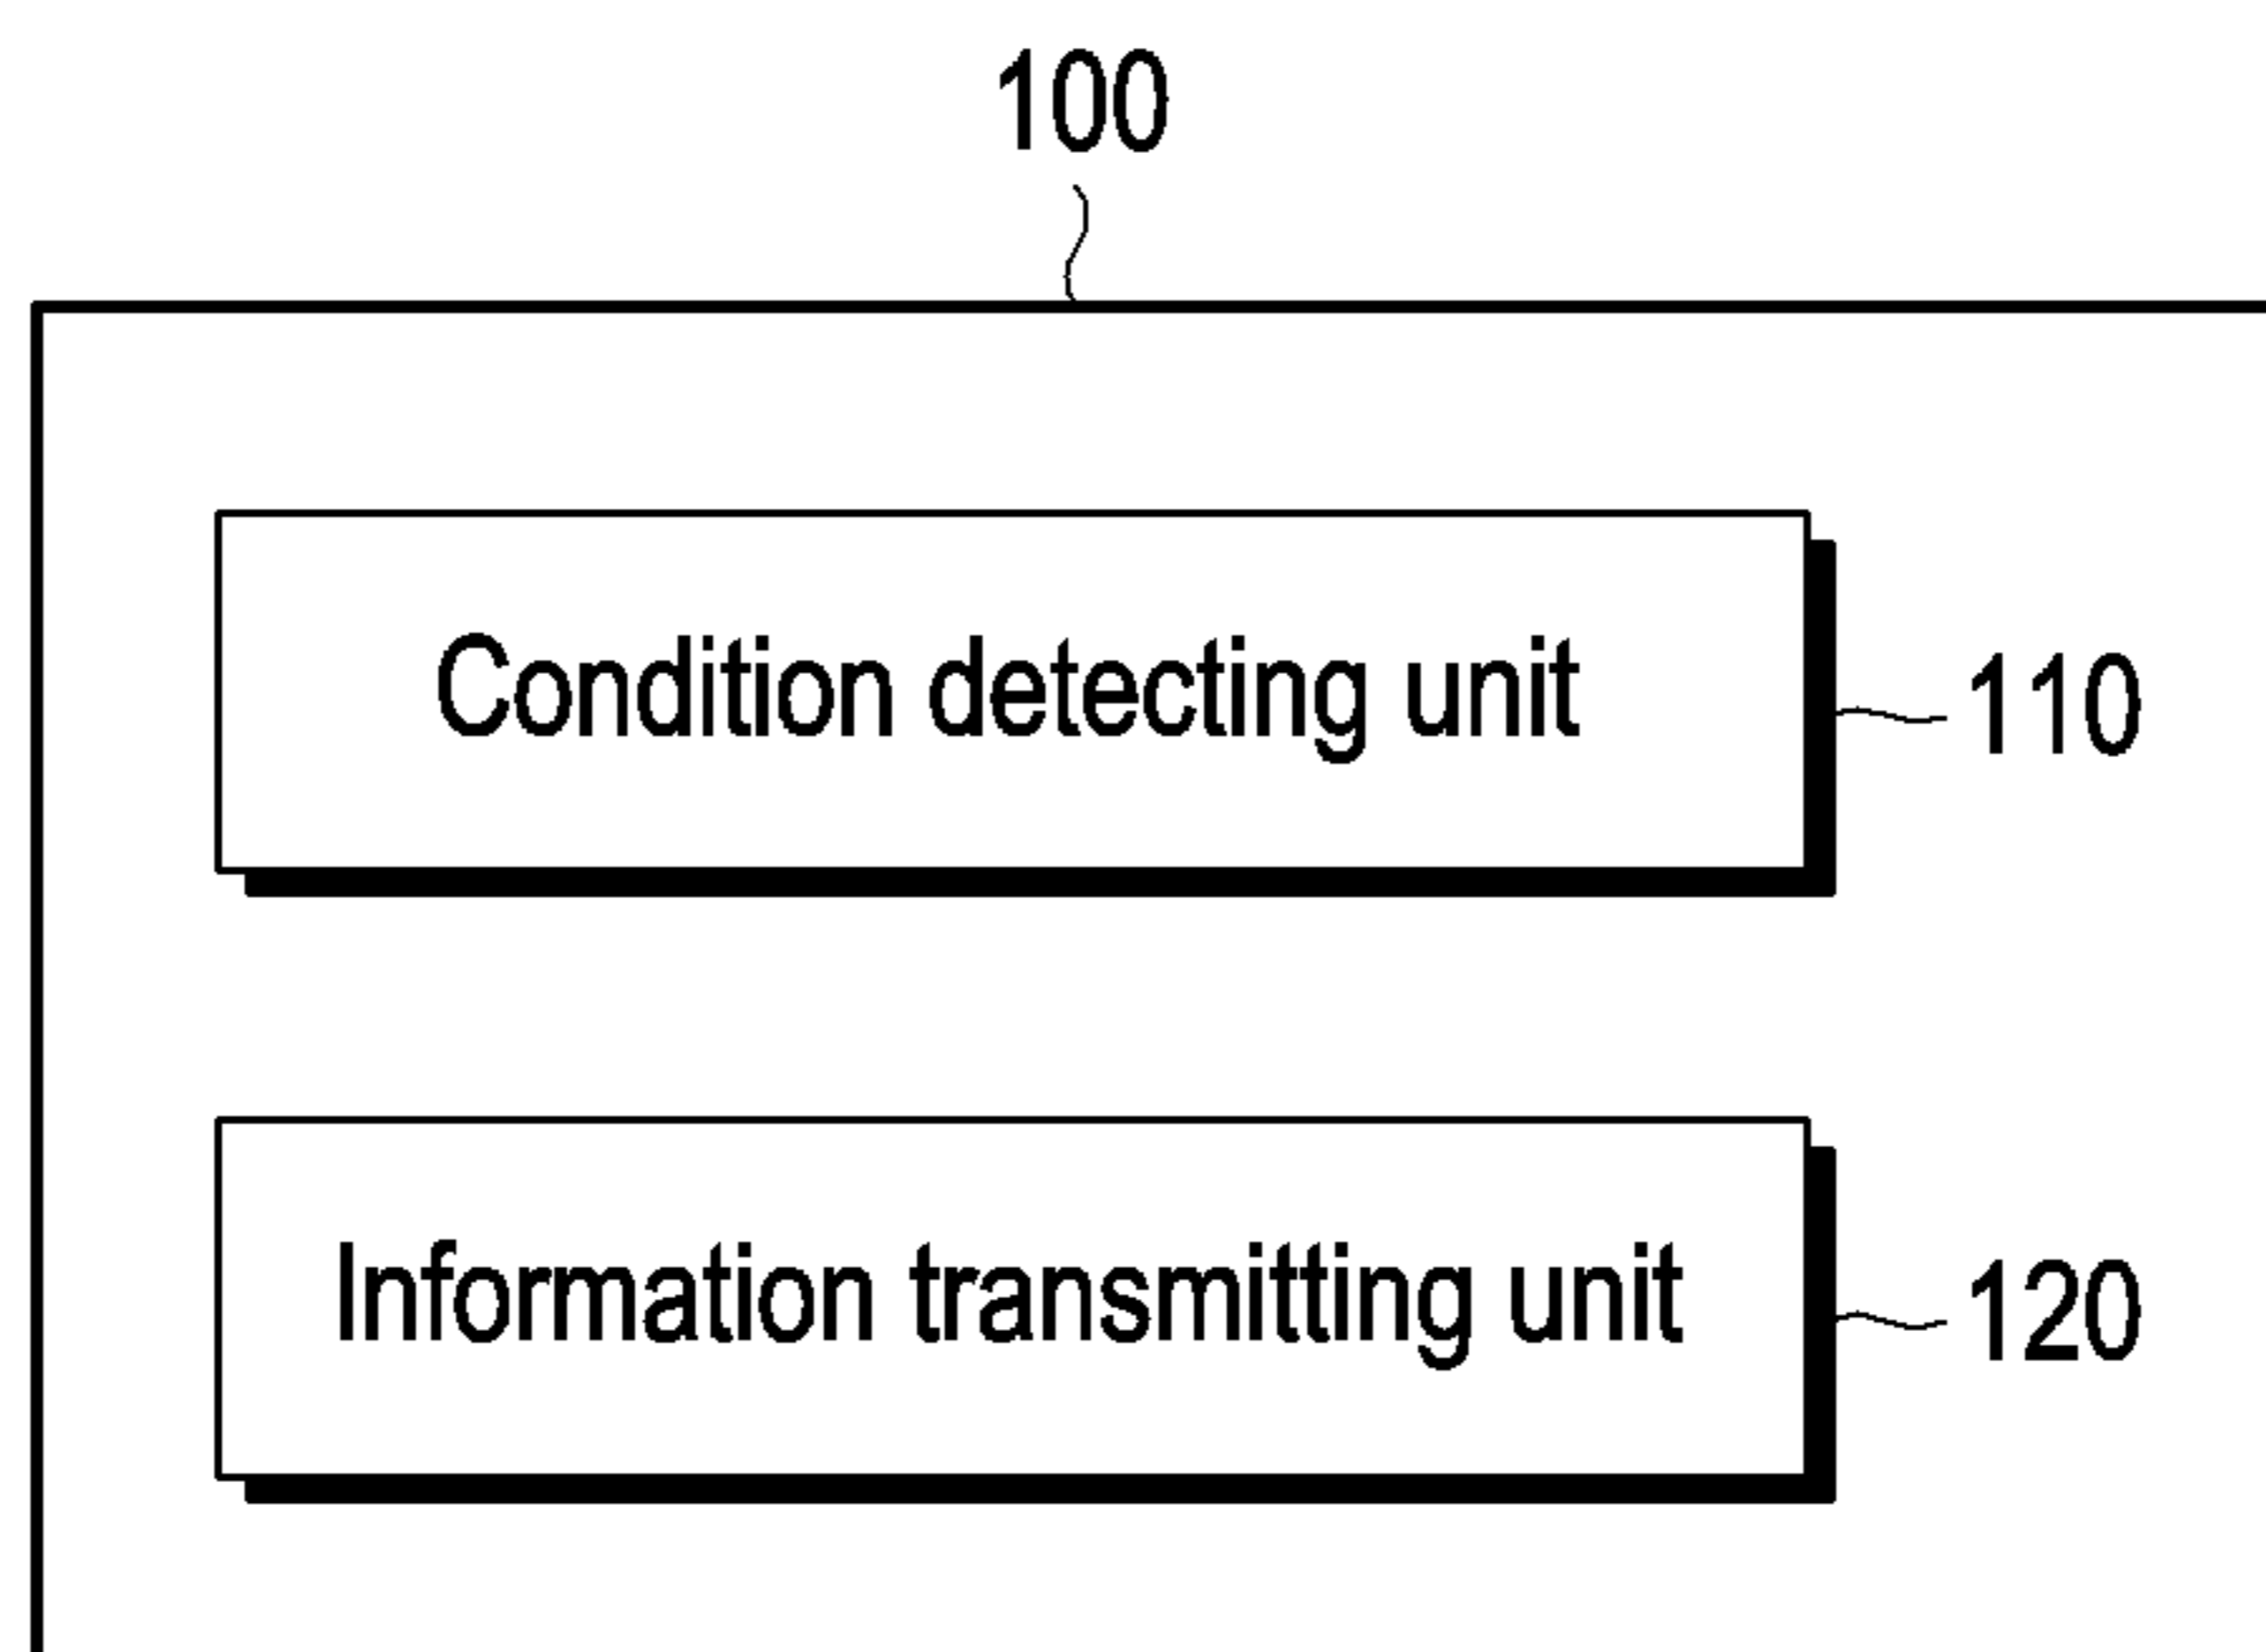 100
Condition detecting unit
110
Information transmitting unit
120